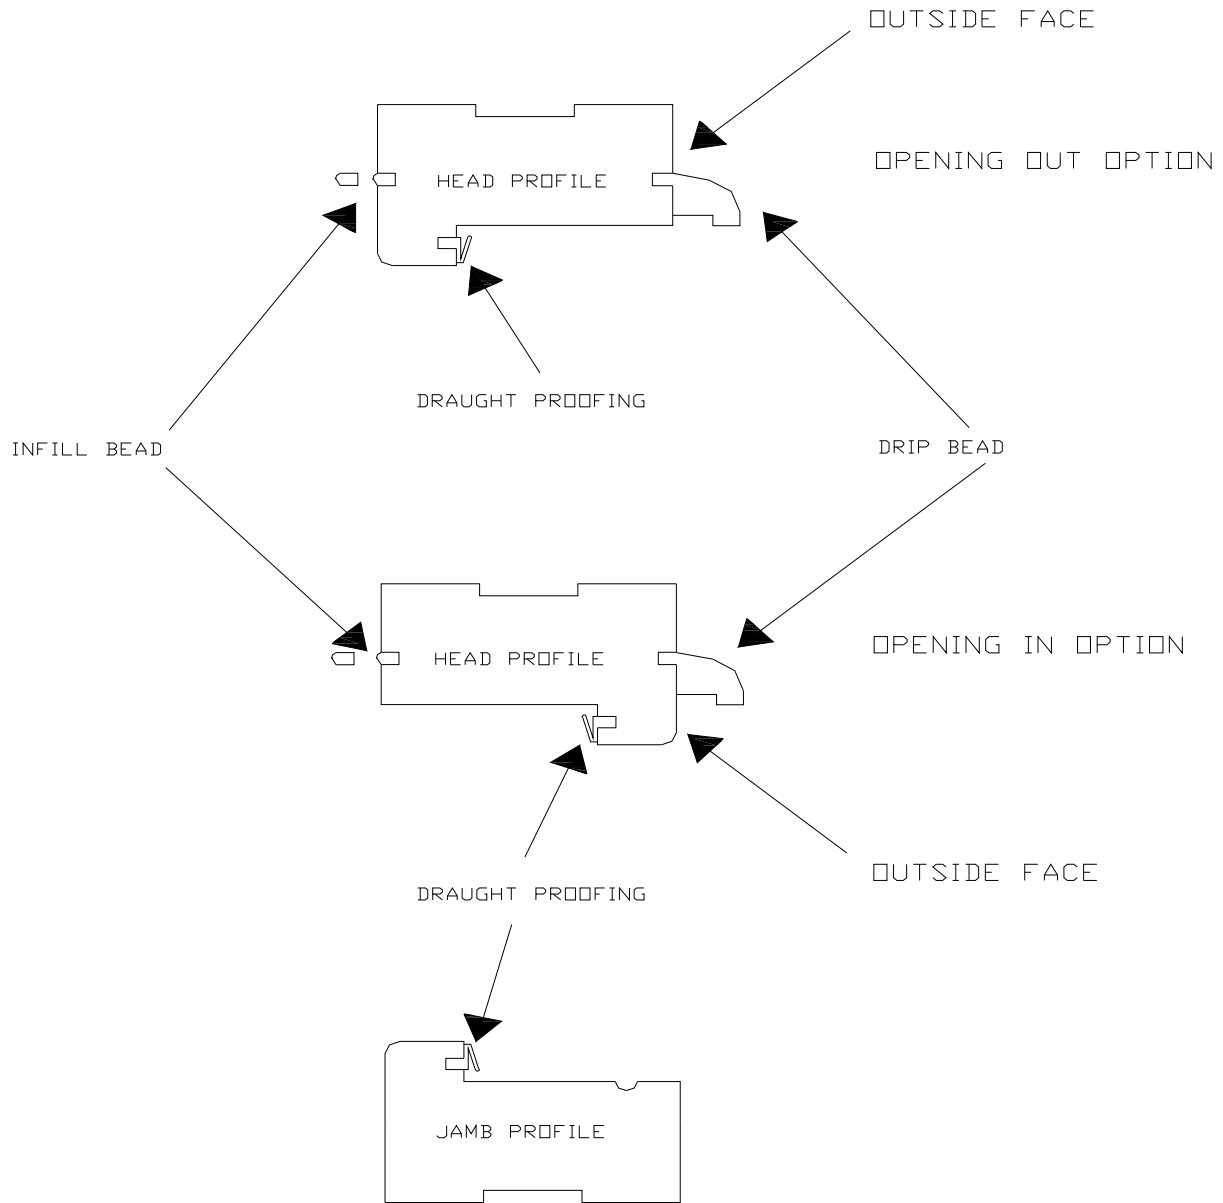 OUTSIDE FACE
OPENING OUT OPTION
HEAD PROFILE
DRAUGHT PROOFING
INFILL BEAD
DRIP BEAD
OPENING IN OPTION
HEAD PROFILE
OUTSIDE FACE
DRAUGHT PROOFING
JAMB PROFILE